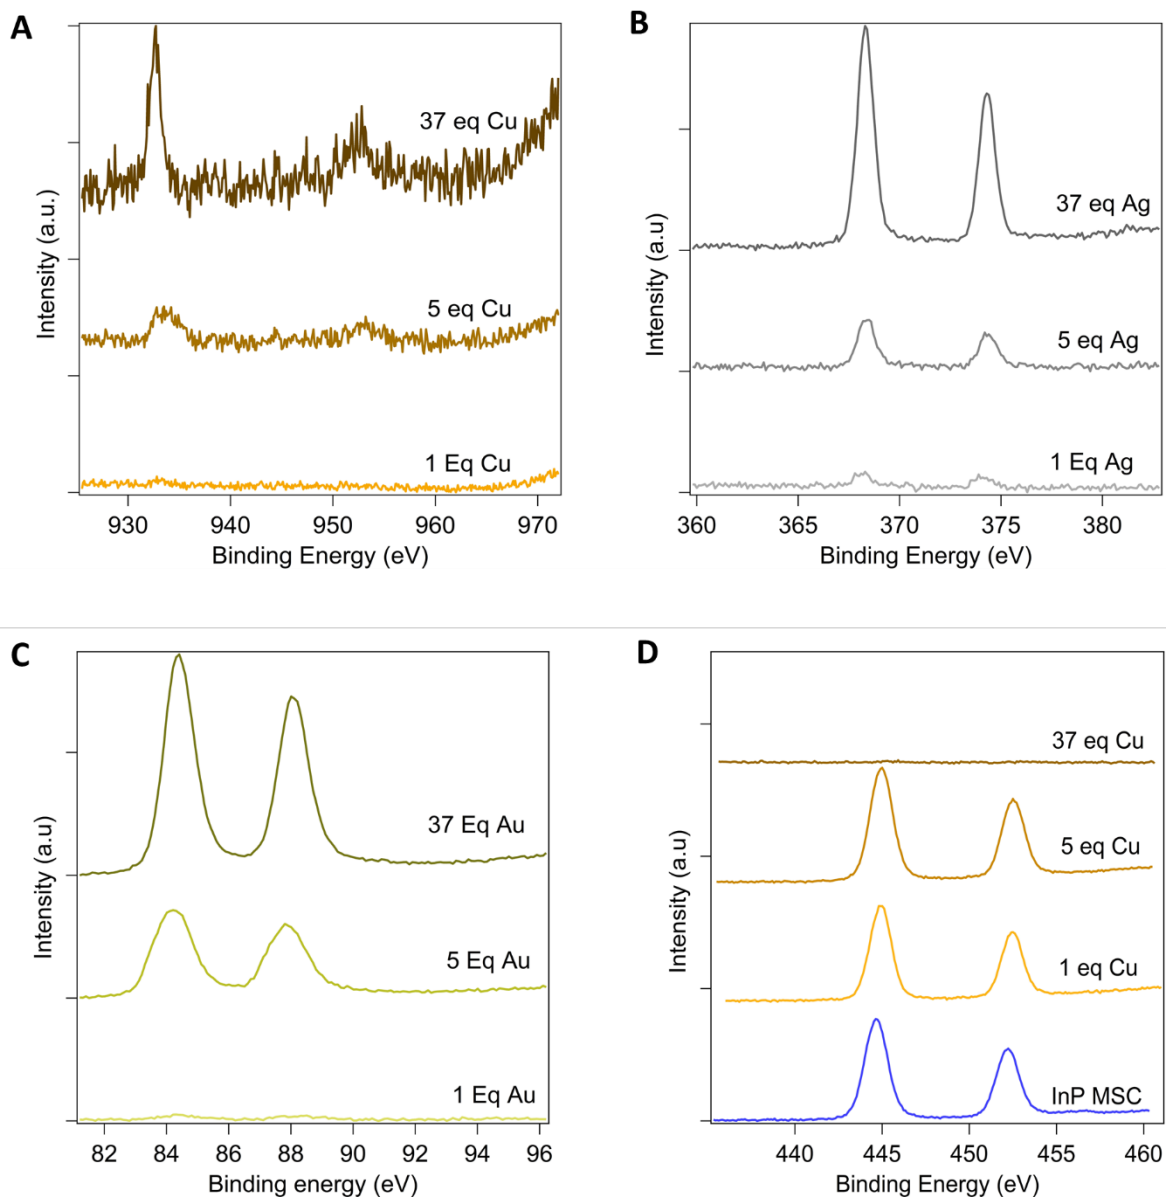 A
37 eq Cu
5 eq Cu
1 Eq Cu
Intensity (a.u.)
930 940 950 960 970
Binding Energy (eV)
B
37 eq Ag
5 eq Ag
1 Eq Ag
Intensity (a.u)
360 365 370 375 380
Binding Energy (eV)
C
37 Eq Au
5 Eq Au
1 Eq Au
Intensity (a.u)
82 84 86 88 90 92 94 96
Binding energy (eV)
D
37 eq Cu
5 eq Cu
1 eq Cu
InP MSC
Intensity (a.u)
440 445 450 455 460
Binding Energy (eV)